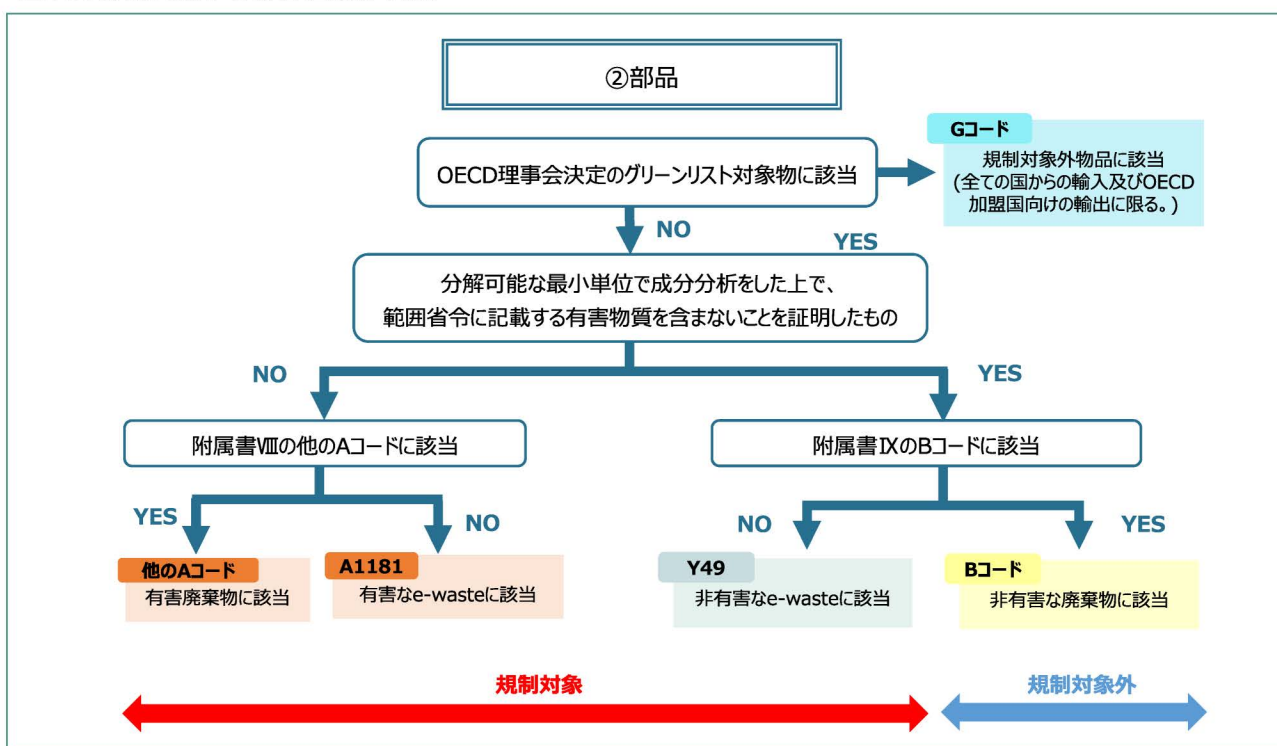 ②部品
OECD理事会決定のグリーンリスト対象物に該当
Gコード
規制対象外物品に該当
(全ての国からの輸入及びOECD
加盟国向けの輸出に限る。)
NO
YES
分解可能な最小単位で成分分析をした上で、
範囲省令に記載する有害物質を含まないことを証明したもの
NO
YES
附属書Ⅷの他のAコードに該当
附属書ⅨのBコードに該当
YES
NO
NO
YES
他のAコード
有害廃棄物に該当
A1181
有害なe-wasteに該当
Y49
非有害なe-wasteに該当
Bコード
非有害な廃棄物に該当
規制対象
規制対象外